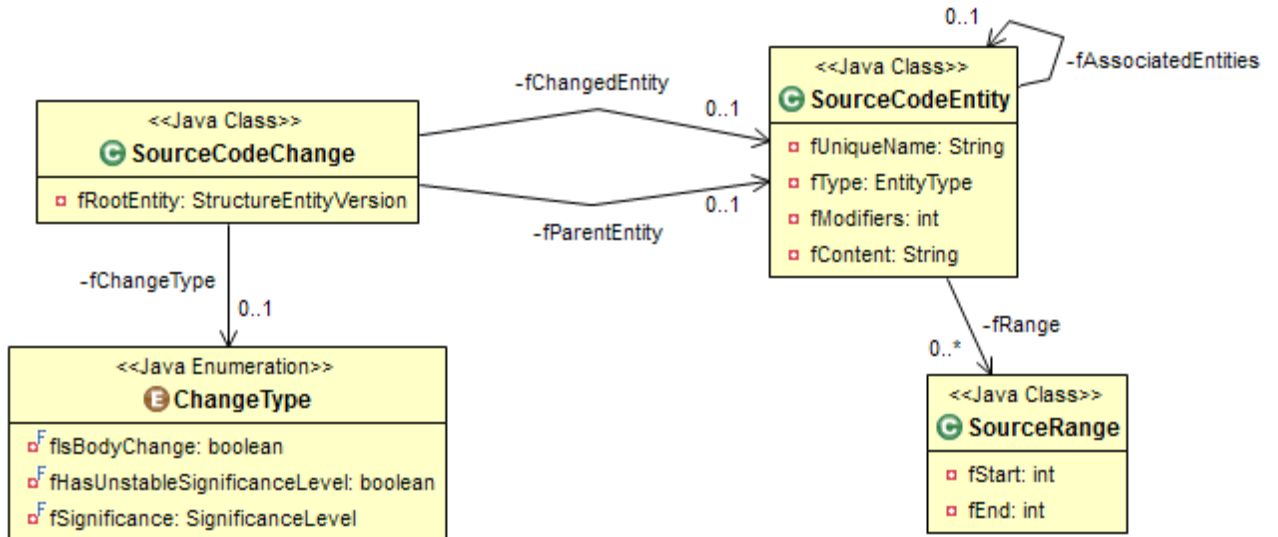 <<Java Class>>
C SourceCodeChange
fRootEntity: StructureEntityVersion
-fChangedEntity
0..1
-fParentEntity
0..1
-fChangeType
0..1
<<Java Enumeration>>
E ChangeType
F fIsBodyChange: boolean
F fHasUnstableSignificanceLevel: boolean
F fSignificance: SignificanceLevel
0..1
-fAssociatedEntities
<<Java Class>>
C SourceCodeEntity
fUniqueName: String
fType: EntityType
fModifiers: int
fContent: String
-fRange
0..*
<<Java Class>>
C SourceRange
fStart: int
fEnd: int